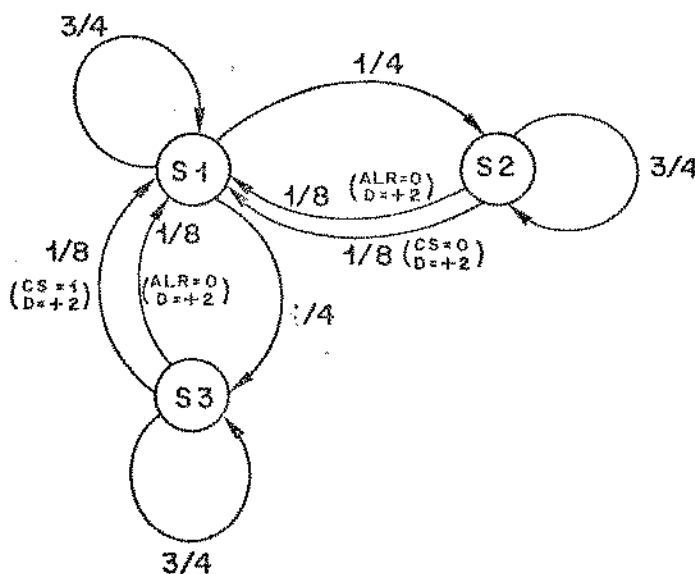 3/4
1/4
S1
S2
3/4
1/8 (ALR=0
D=+2)
1/8 (CS=0
D=+2)
1/8
(CS=1
D=+2)
1/8
(ALR=0
D=+2)
/4
S3
3/4